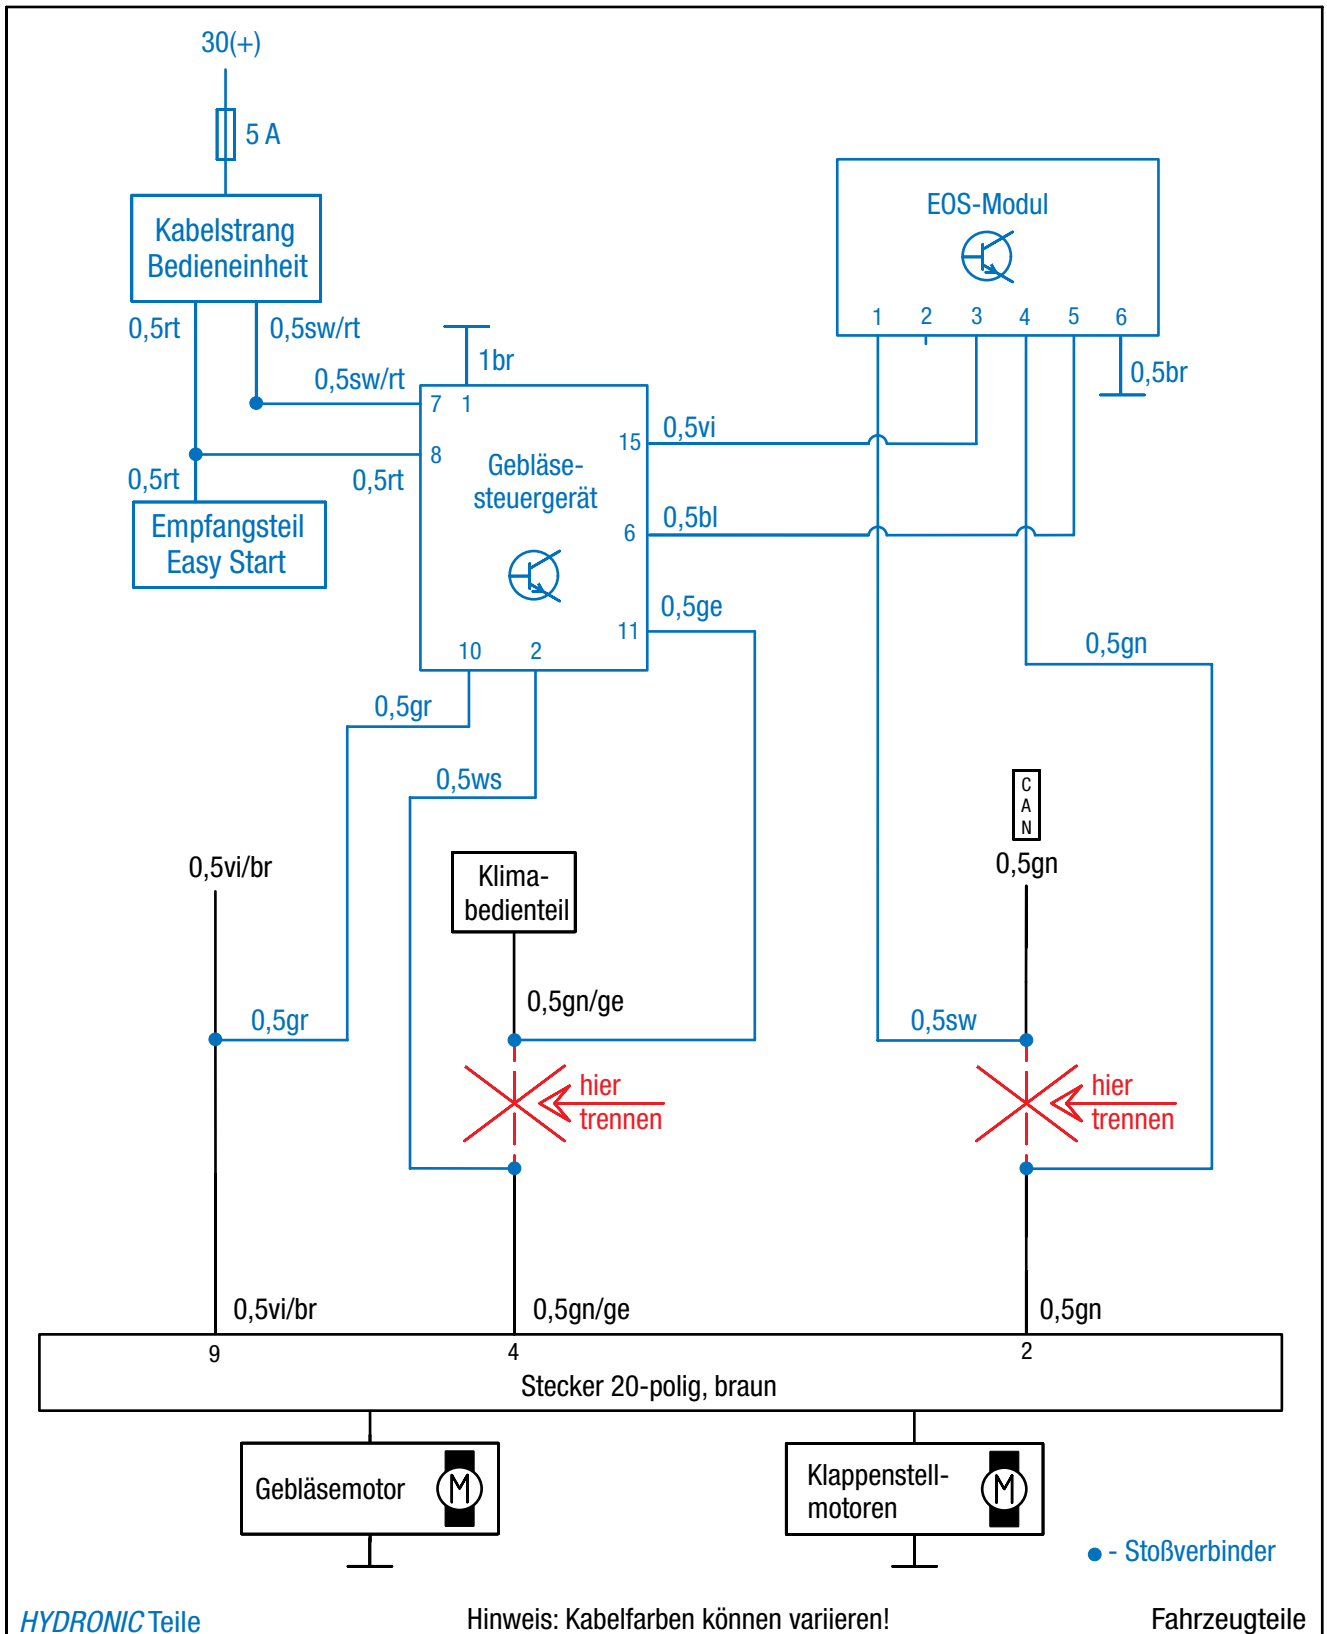 30(+)
5 A
Kabelstrang
Bedieneinheit
EOS-Modul
1 2 3 4 5 6
0,5rt
0,5sw/rt
1br
0,5br
0,5sw/rt
7 1
15
0,5vi
8
0,5rt
0,5rt
Gebläse-
steuergerät
Empfangsteil
Easy Start
6
0,5bl
11
0,5ge
10 2
0,5gn
0,5gr
0,5ws
C
A
N
0,5vi/br
Klima-
bedienteil
0,5gn
0,5gn/ge
0,5gr
0,5sw
hier
trennen
hier
trennen
0,5vi/br
0,5gn/ge
0,5gn
9 4 2
Stecker 20-polig, braun
Gebläsemotor
M
Klappenstell-
motoren
M
- Stoßverbinder
HYDRONIC Teile
Hinweis: Kabelfarben können variieren!
Fahrzeugteile